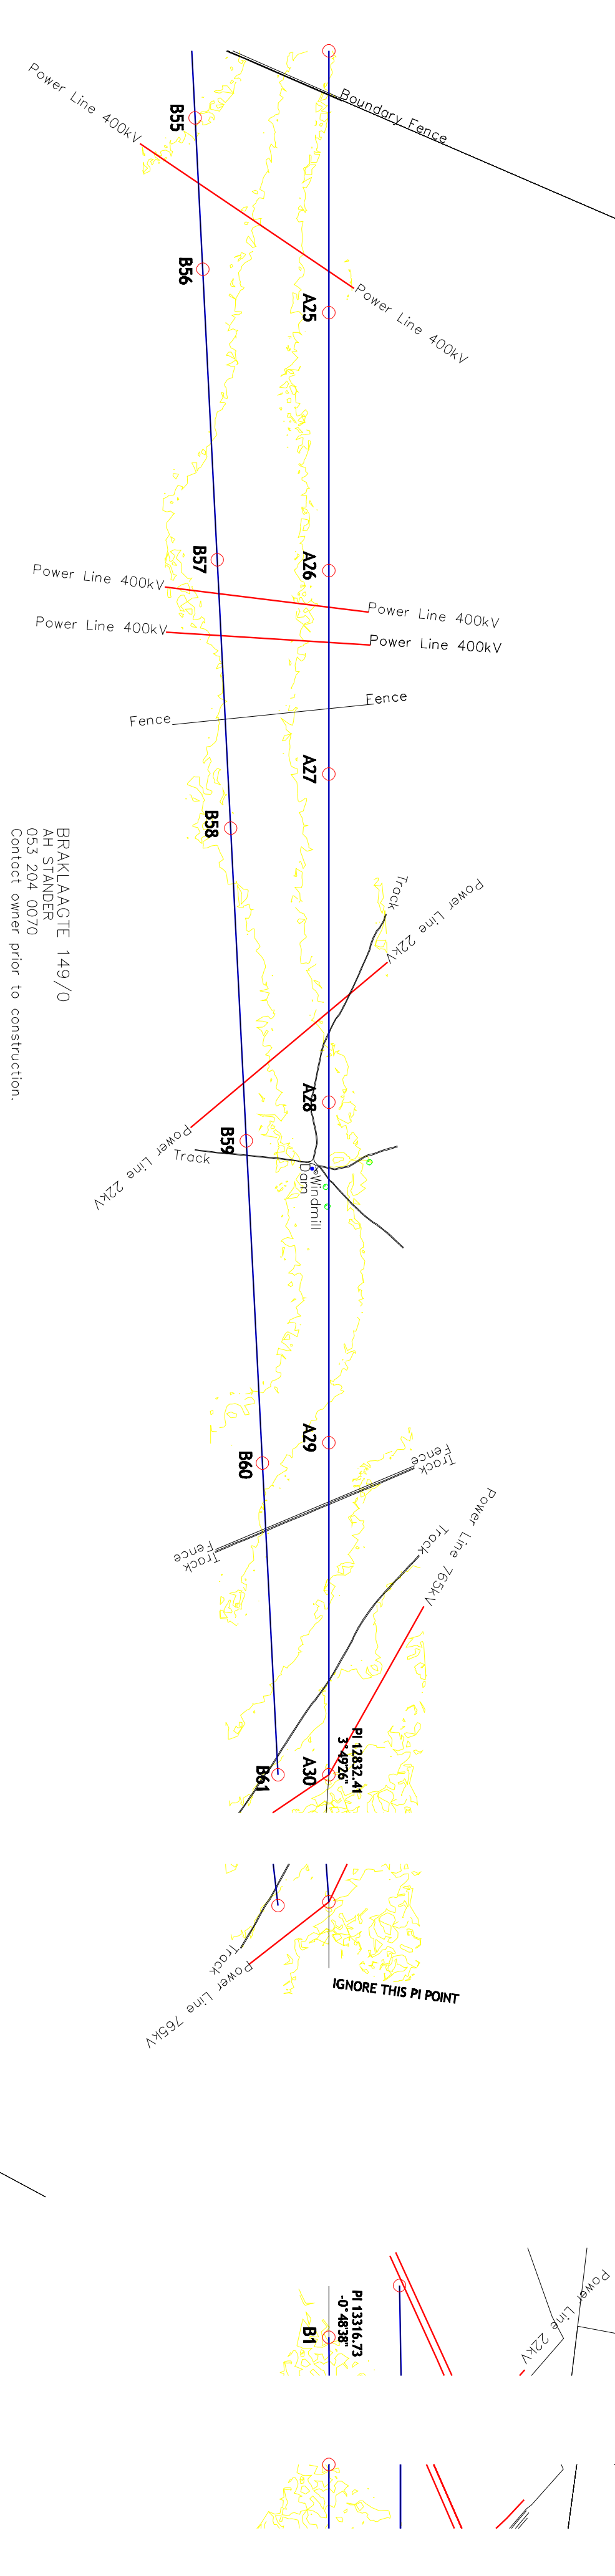 Power Line 400kV
B55
Boundary Fence
B56
A25
Power Line 400kV
B57
A26
Power Line 400kV
Power Line 400kV
Power Line 400kV
Power Line 400kV
Fence
Fence
A27
B58
BRAKLAAGTE 149/0
AH STANDER
053 204 0070
Contact owner prior to construction.
Track
Power Line 22kV
A28
B59
Power Line 22kV
Track
Windmill
Dam
A29
B60
Fence
Track
Fence
Track
Power Line 765kV
Track
PI 12832.41
3°49'26"
A30
B61
Track
Power Line 765kV
IGNORE THIS PI POINT
PI 13316.73
-0°48'38"
B1
Power Line 22kV